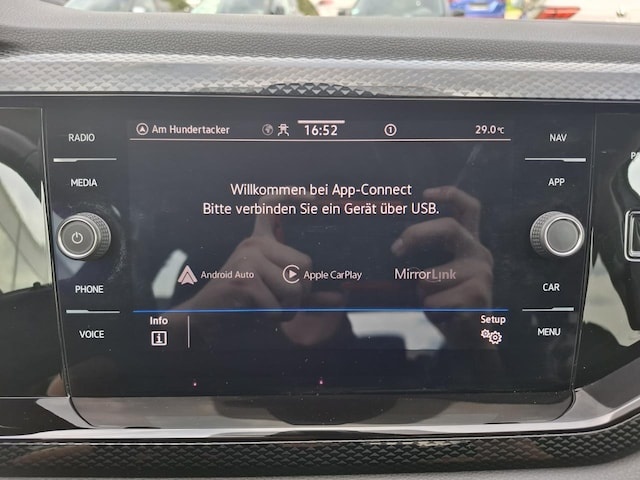 RADIO
MEDIA
PHONE
VOICE
Am Hundertacker
16:52
1
29.0°C
Willkommen bei App-Connect
Bitte verbinden Sie ein Gerät über USB.
Android Auto
Apple CarPlay
MirrorLink
Info
Setup
NAV
APP
CAR
MENU